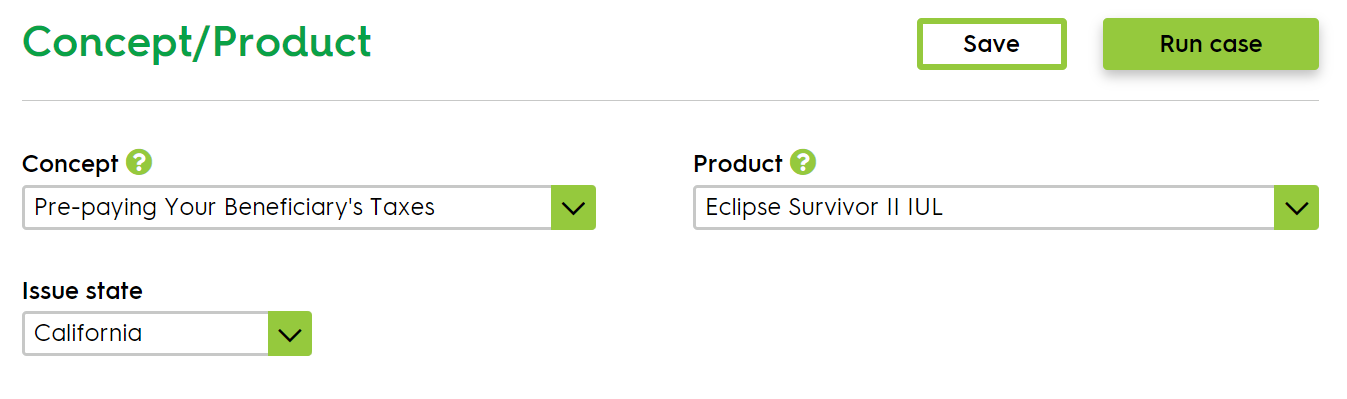 Concept/Product
Save
Run case
Concept ?
Product ?
Pre-paying Your Beneficiary's Taxes
Eclipse Survivor II IUL
Issue state
California